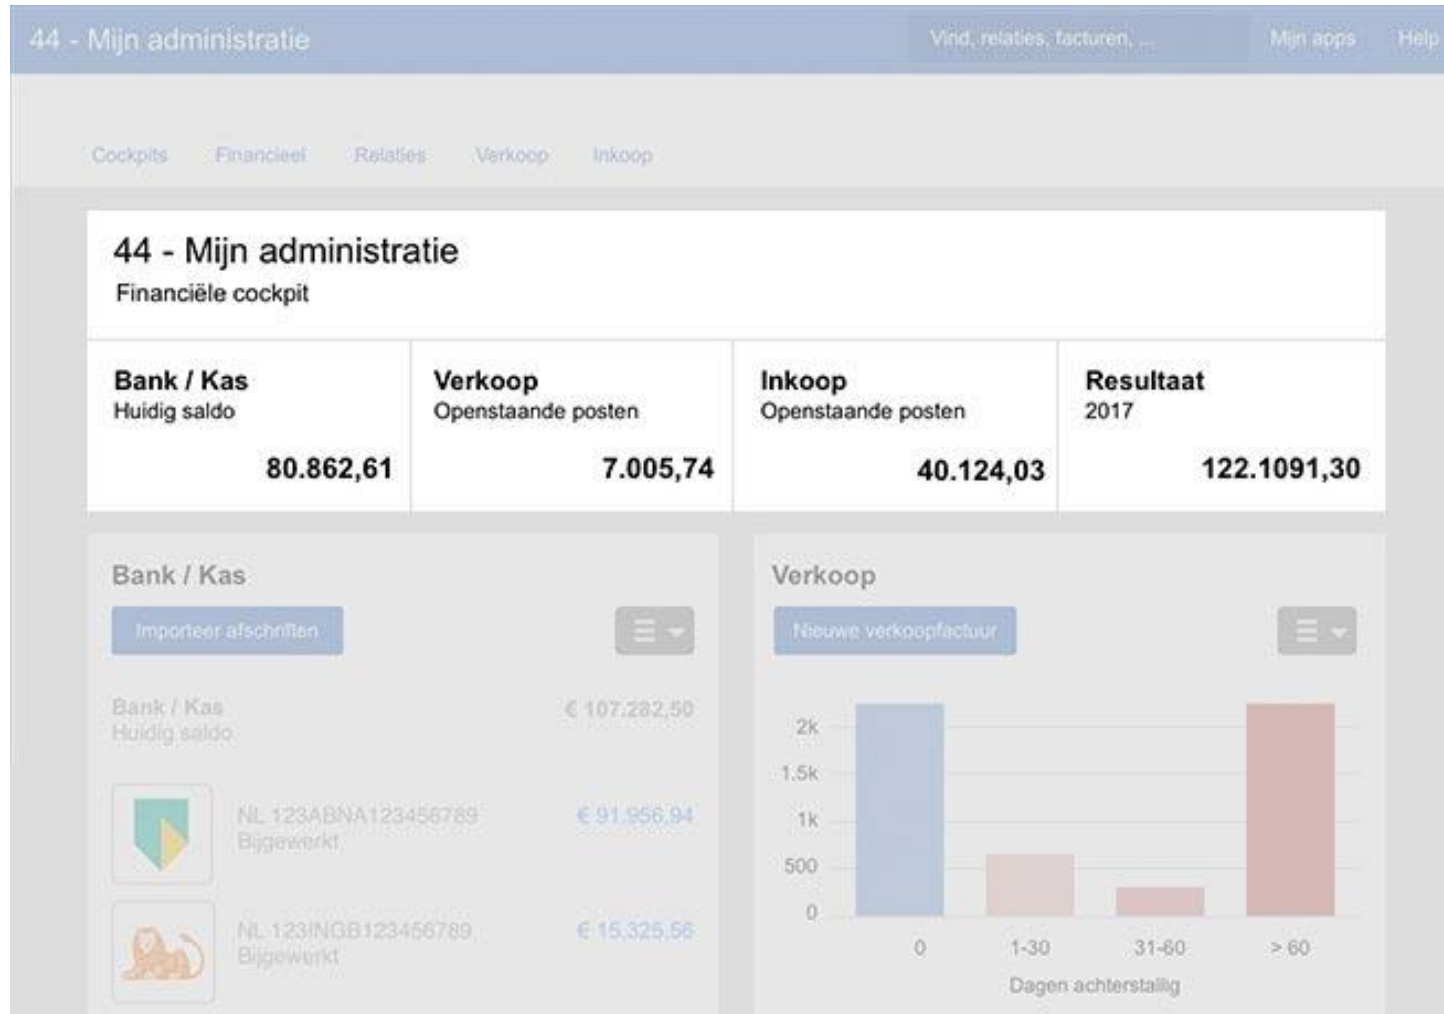 44 - Mijn administratie
Vind, relaties, facturen, ...
Mijn apps
Help
Cockpits
Financieel
Relaties
Verkoop
Inkoop
44 - Mijn administratie
Financiële cockpit
Bank / Kas
Huidig saldo
80.862,61
Verkoop
Openstaande posten
7.005,74
Inkoop
Openstaande posten
40.124,03
Resultaat
2017
122.1091,30
Bank / Kas
Importeer afschriften
Bank / Kas
Huidig saldo
€ 107.282,50
NL 123ABNA123456789
Bijgewerkt
€ 91.956,94
NL 123INGB123456789
Bijgewerkt
€ 15.325,56
Verkoop
Nieuwe verkoopfactuur
2k
1.5k
1k
500
0
0
1-30
31-60
> 60
Dagen achterstallig